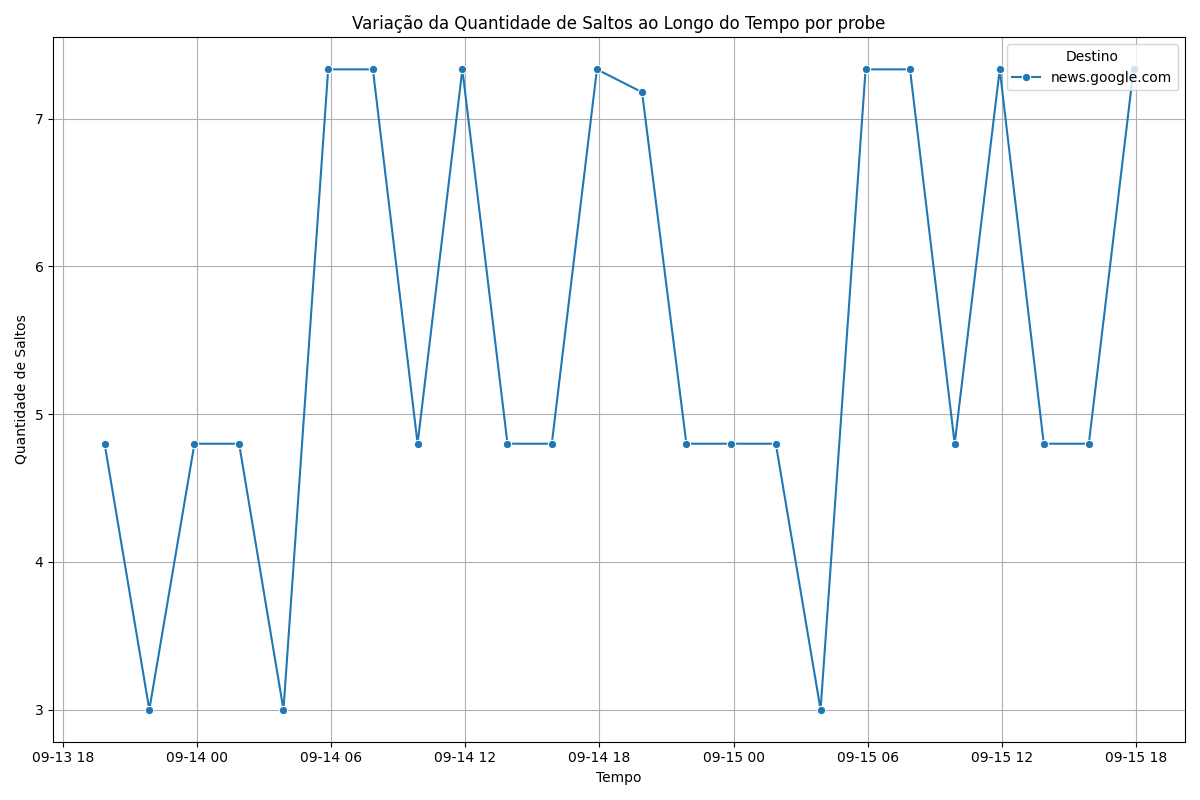 Variação da Quantidade de Saltos ao Longo do Tempo por probe
Destino
news.google.com
Quantidade de Saltos
7
6
5
4
3
09-13 18
09-14 00
09-14 06
09-14 12
09-14 18
09-15 00
09-15 06
09-15 12
09-15 18
Tempo